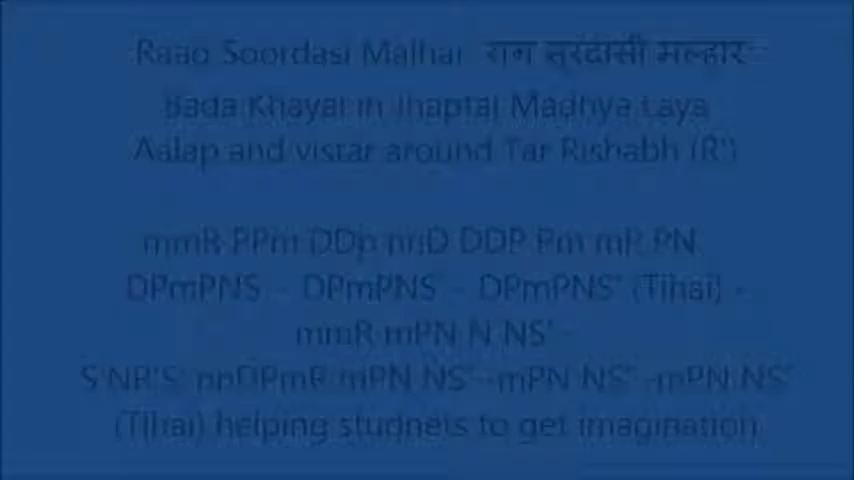 Raag Soordasi Malhar राग सूरदासी मल्हार
Bada Khayal in Jhaptal Madhya Laya
Aalap and vistar around Tar Rishabh (R')
mmR PPm DDp nnD DDP Pm mR PN
DPmPNS' - DPmPNS' - DPmPNS' (Tihai) -
mmR mPN N NS' -
S'NR'S' nnDPmR mPN NS' -mPN NS' -mPN NS'
(Tihai) helping studnets to get imagination